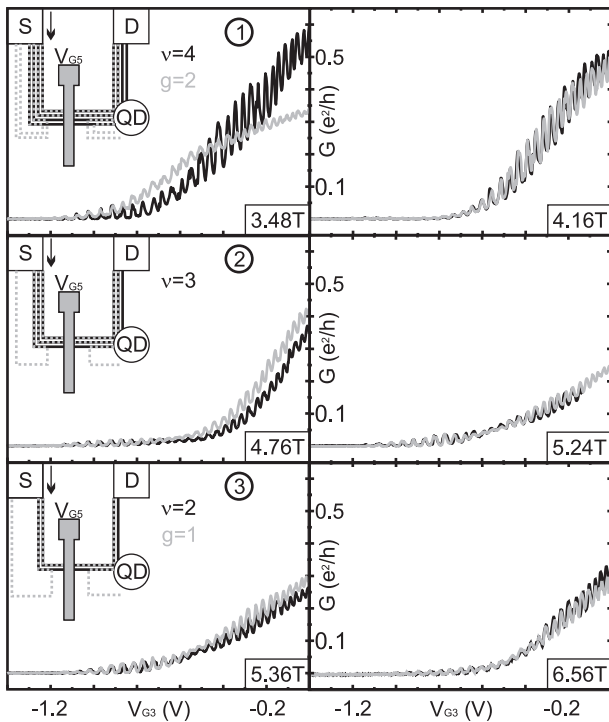 S D 1
V_G5 ν=4
g=2
QD
3.48T
0.5
G (e²/h)
0.1
4.16T
S D 2
V_G5 ν=3
QD
4.76T
0.5
G (e²/h)
0.1
5.24T
S D 3
V_G5 ν=2
g=1
QD
5.36T
0.5
G (e²/h)
0.1
6.56T
-1.2 V_G3 (V) -0.2 -1.2 V_G3 (V) -0.2